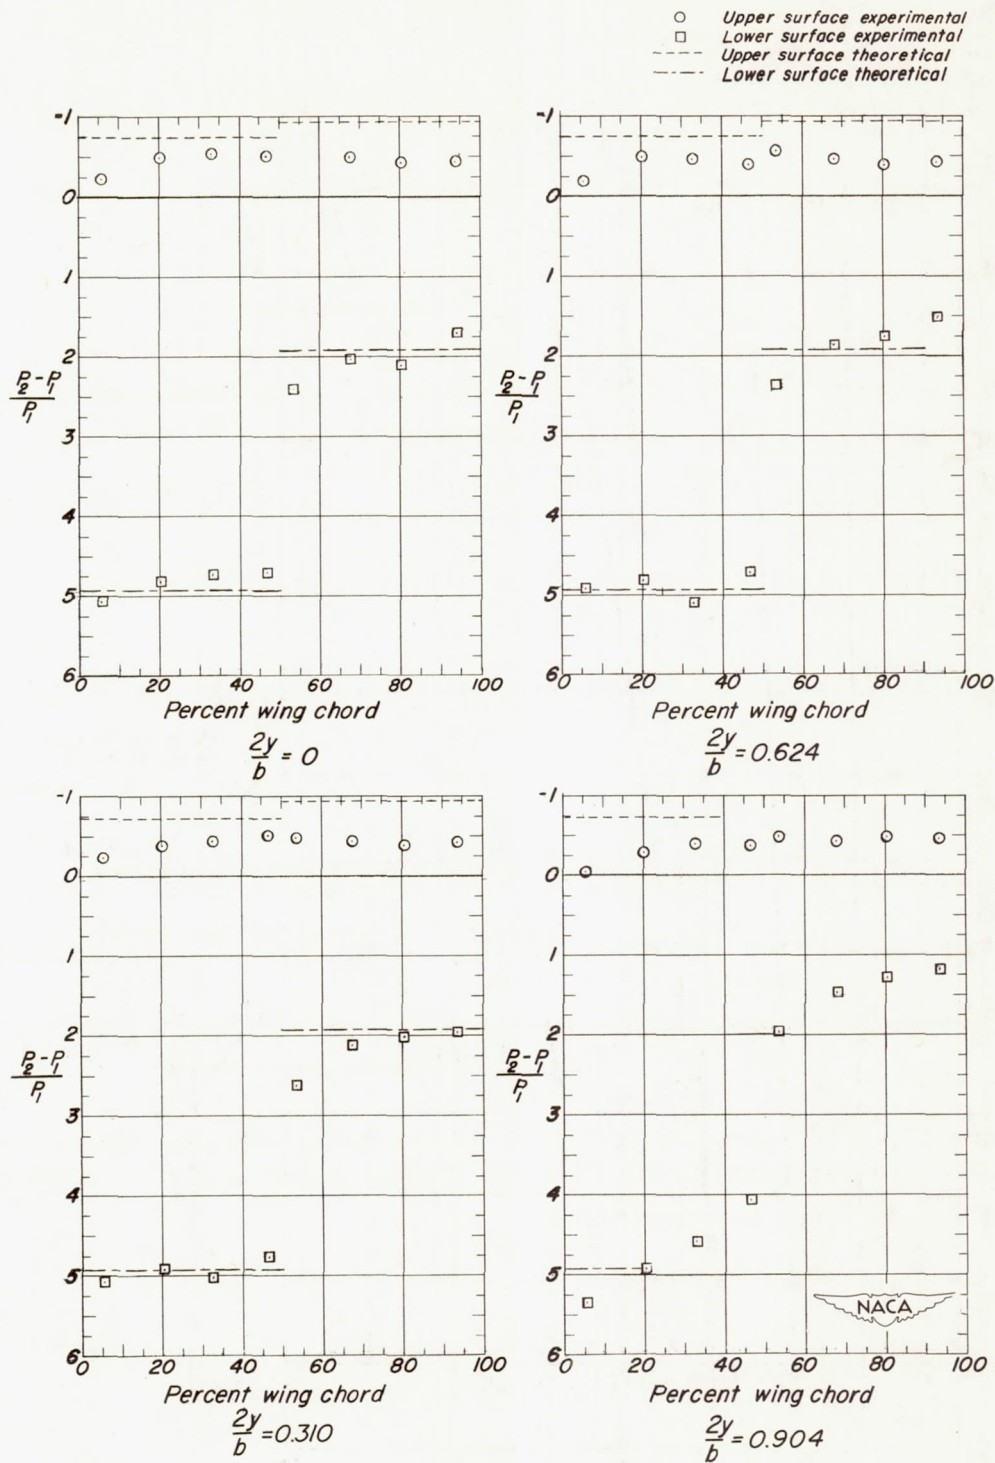 Upper surface experimental
Lower surface experimental
Upper surface theoretical
Lower surface theoretical
-1
0
1
2
3
4
5
6
P2-P1
P1
0 20 40 60 80 100
Percent wing chord
2y
b = 0
-1
0
1
2
3
4
5
6
P2-P1
P1
0 20 40 60 80 100
Percent wing chord
2y
b = 0.624
-1
0
1
2
3
4
5
6
P2-P1
P1
0 20 40 60 80 100
Percent wing chord
2y
b =0.310
-1
0
1
2
3
4
5
6
P2-P1
P1
NACA
0 20 40 60 80 100
Percent wing chord
2y
b = 0.904